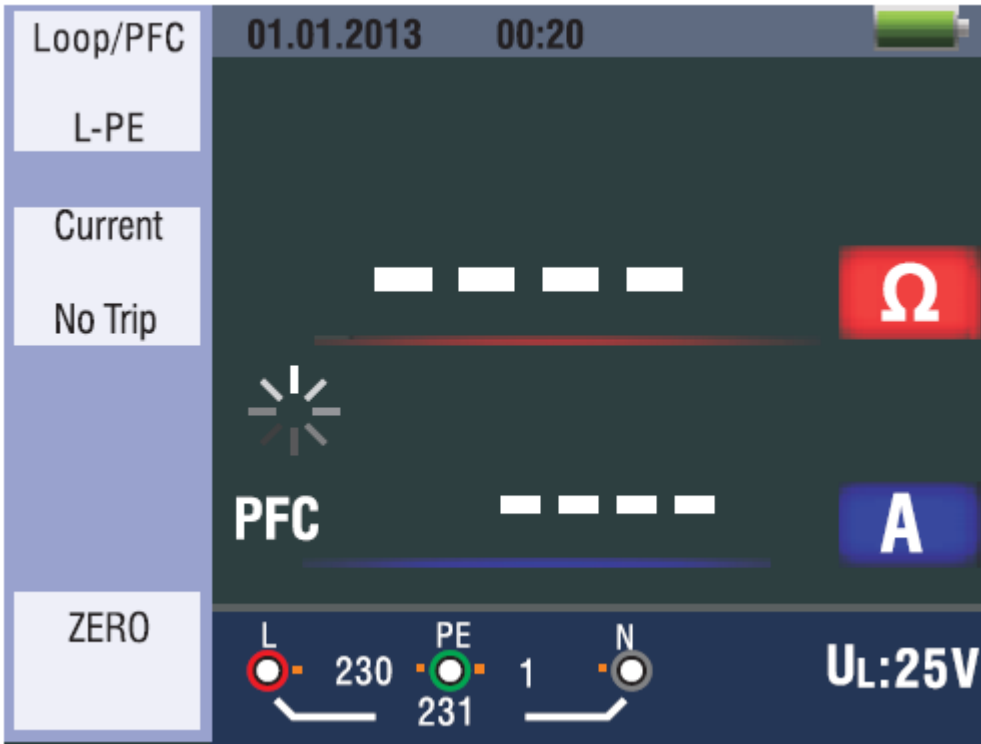 Loop/PFC
L-PE
Current
No Trip
ZERO
01.01.2013 00:20
---- Ω
PFC ---- A
L PE N
230 1
231
UL:25V